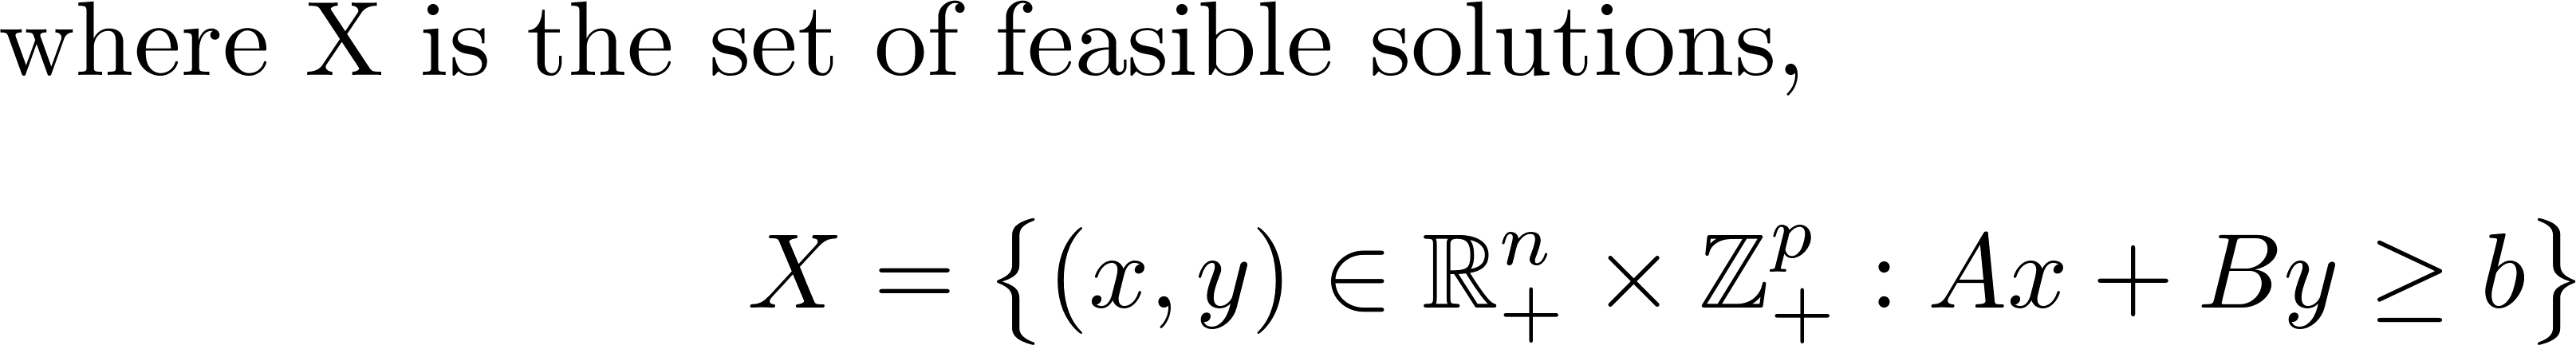 where X is the set of feasible solutions,
X = {(x, y) ∈ ℝ₊ⁿ × ℤ₊ᵖ : Ax + By ≥ b}